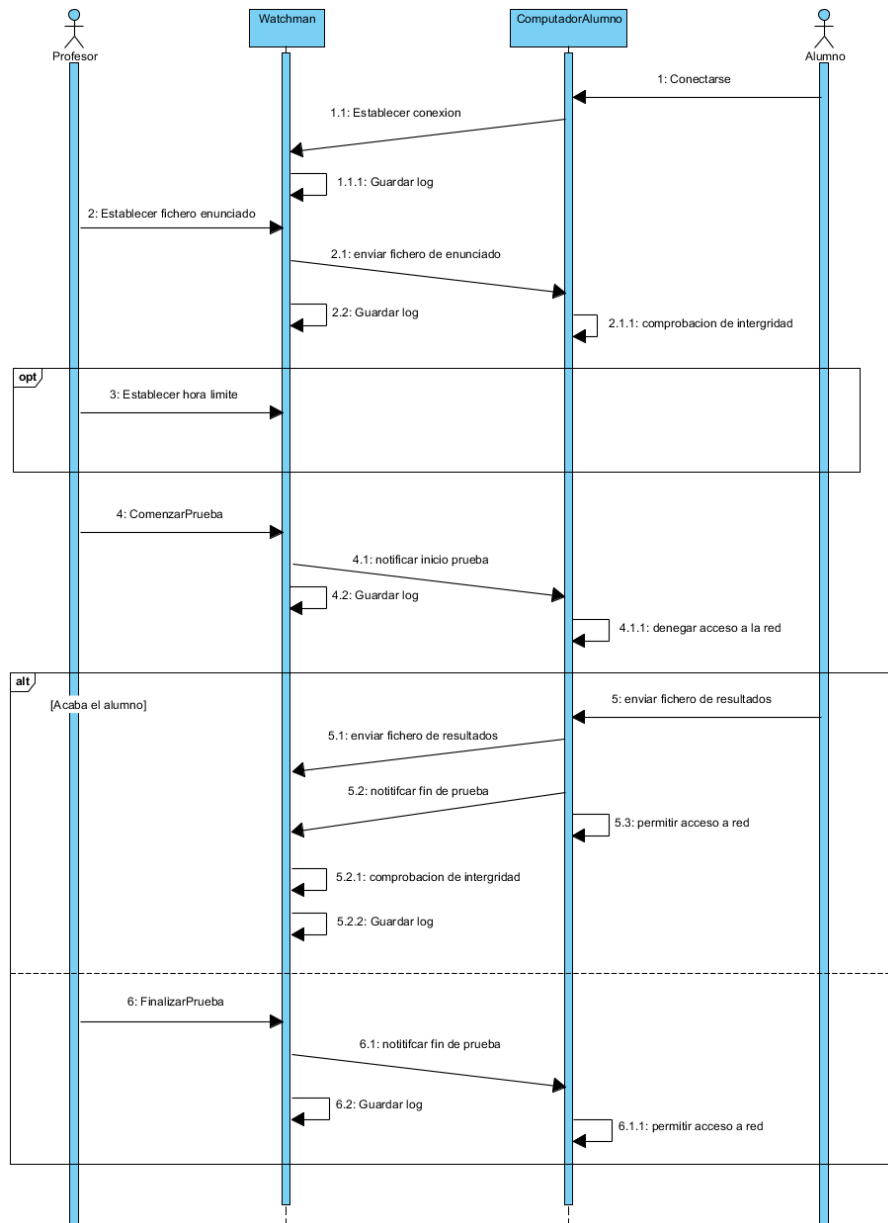 Profesor
Watchman
ComputadorAlumno
Alumno
1: Conectarse
1.1: Establecer conexion
1.1.1: Guardar log
2: Establecer fichero enunciado
2.1: enviar fichero de enunciado
2.2: Guardar log
2.1.1: comprobacion de intergridad
opt
3: Establecer hora limite
4: ComenzarPrueba
4.1: notificar inicio prueba
4.2: Guardar log
4.1.1: denegar acceso a la red
alt
[Acaba el alumno]
5: enviar fichero de resultados
5.1: enviar fichero de resultados
5.2: notitifcar fin de prueba
5.3: permitir acceso a red
5.2.1: comprobacion de intergridad
5.2.2: Guardar log
6: FinalizarPrueba
6.1: notitifcar fin de prueba
6.2: Guardar log
6.1.1: permitir acceso a red